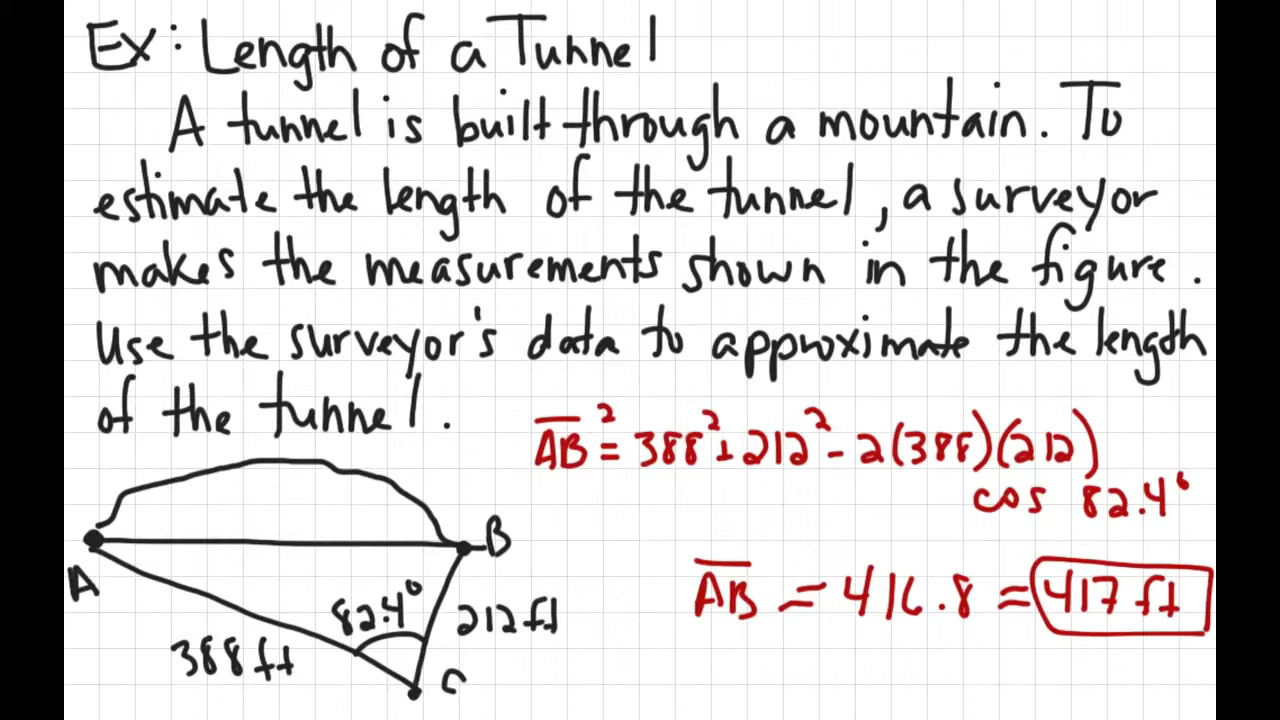 Ex: Length of a Tunnel
A tunnel is built through a mountain. To
estimate the length of the tunnel, a surveyor
makes the measurements shown in the figure.
Use the surveyor's data to approximate the length
of the tunnel.
AB² = 388² + 212² - 2(388)(212)
cos 82.4°
AB = 416.8 ≈ 417 ft
A
B
82.4°
212 ft
388 ft
C